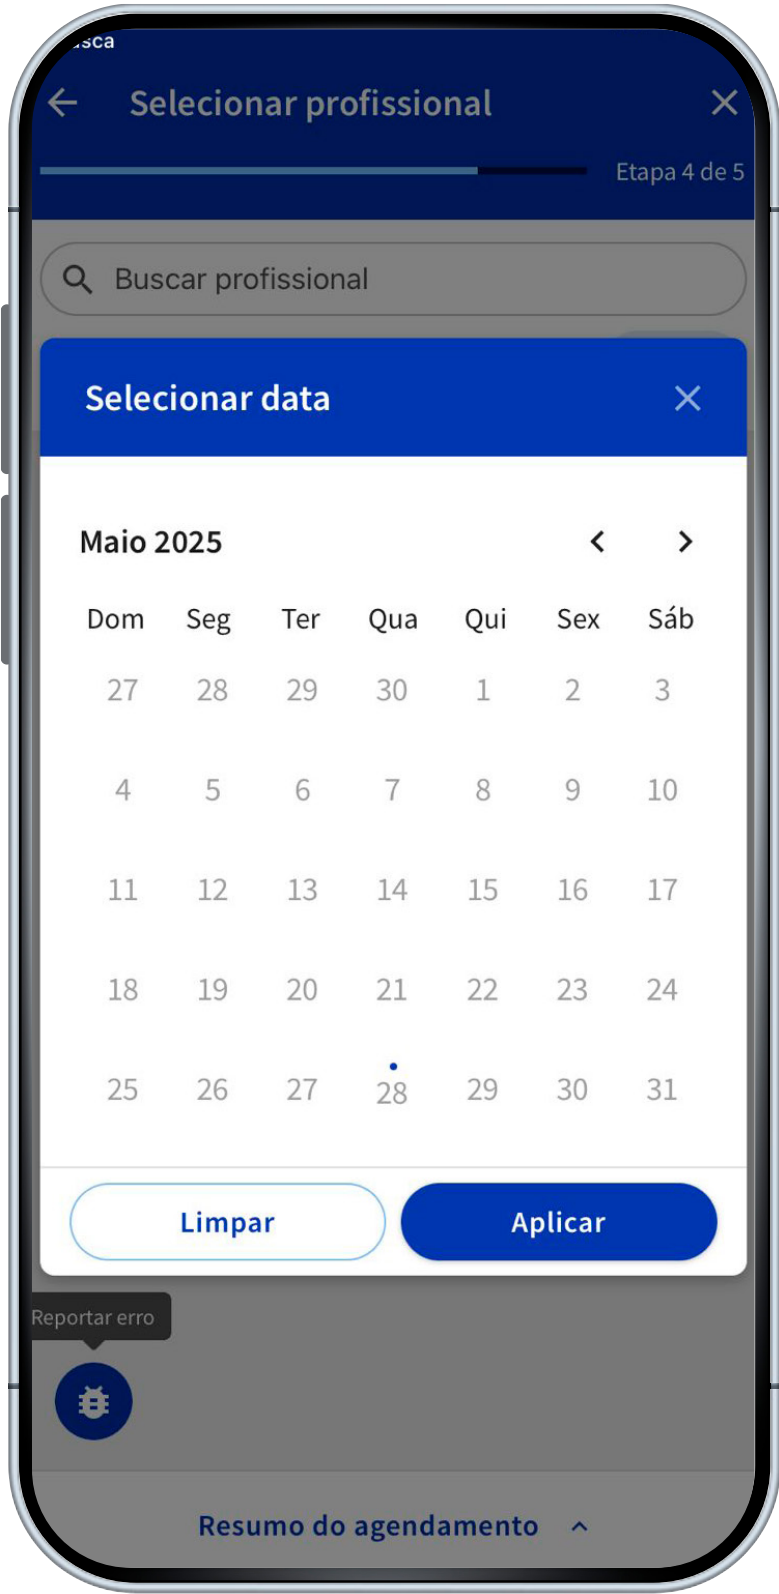 Selecionar profissional
Etapa 4 de 5
Buscar profissional
Selecionar data
Maio 2025
Dom Seg Ter Qua Qui Sex Sáb
27 28 29 30 1 2 3
4 5 6 7 8 9 10
11 12 13 14 15 16 17
18 19 20 21 22 23 24
25 26 27 28 29 30 31
Limpar Aplicar
Reportar erro
Resumo do agendamento